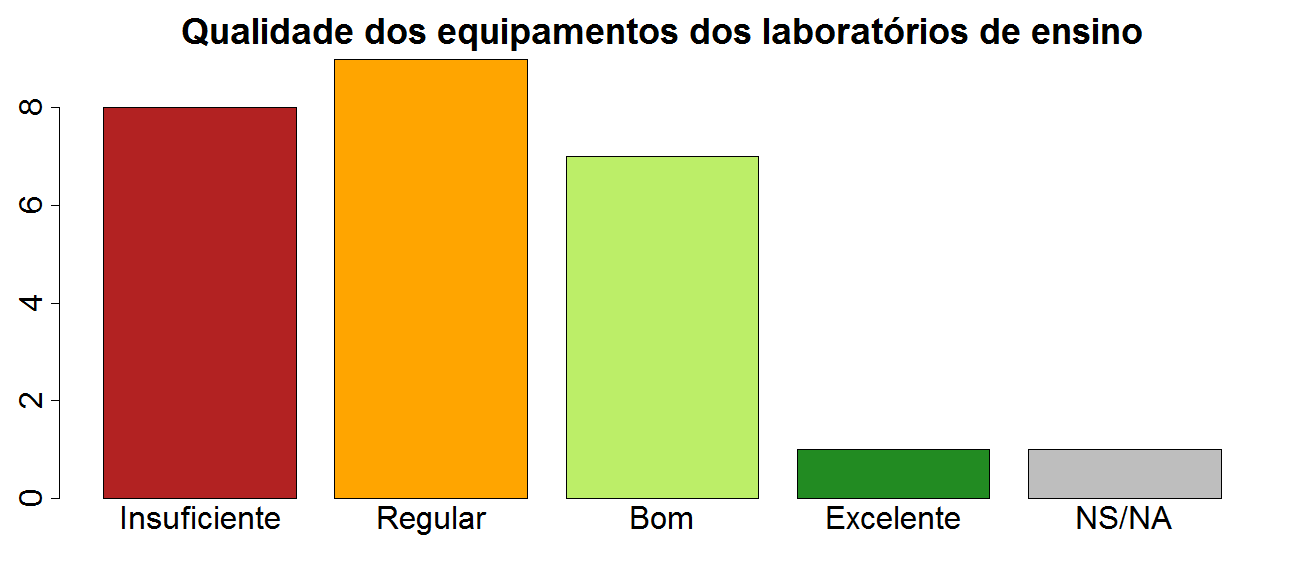 Qualidade dos equipamentos dos laboratórios de ensino
8
6
4
2
0
Insuficiente Regular Bom Excelente NS/NA